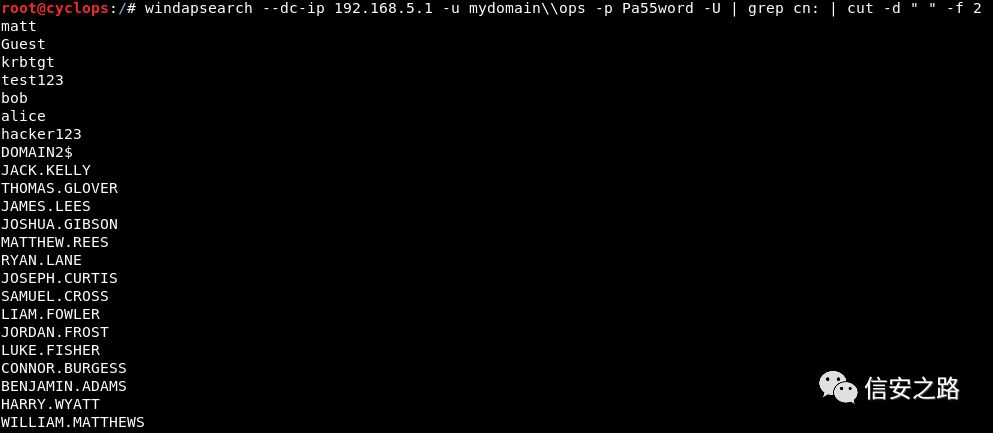 root@cyclops:/# windapsearch --dc-ip 192.168.5.1 -u mydomain\\ops -p Pa55word -U | grep cn: | cut -d " " -f 2
matt
Guest
krbtgt
test123
bob
alice
hacker123
DOMAIN2$
JACK.KELLY
THOMAS.GLOVER
JAMES.LEES
JOSHUA.GIBSON
MATTHEW.REES
RYAN.LANE
JOSEPH.CURTIS
SAMUEL.CROSS
LIAM.FOWLER
JORDAN.FROST
LUKE.FISHER
CONNOR.BURGESS
BENJAMIN.ADAMS
HARRY.WYATT
WILLIAM.MATTHEWS
信安之路